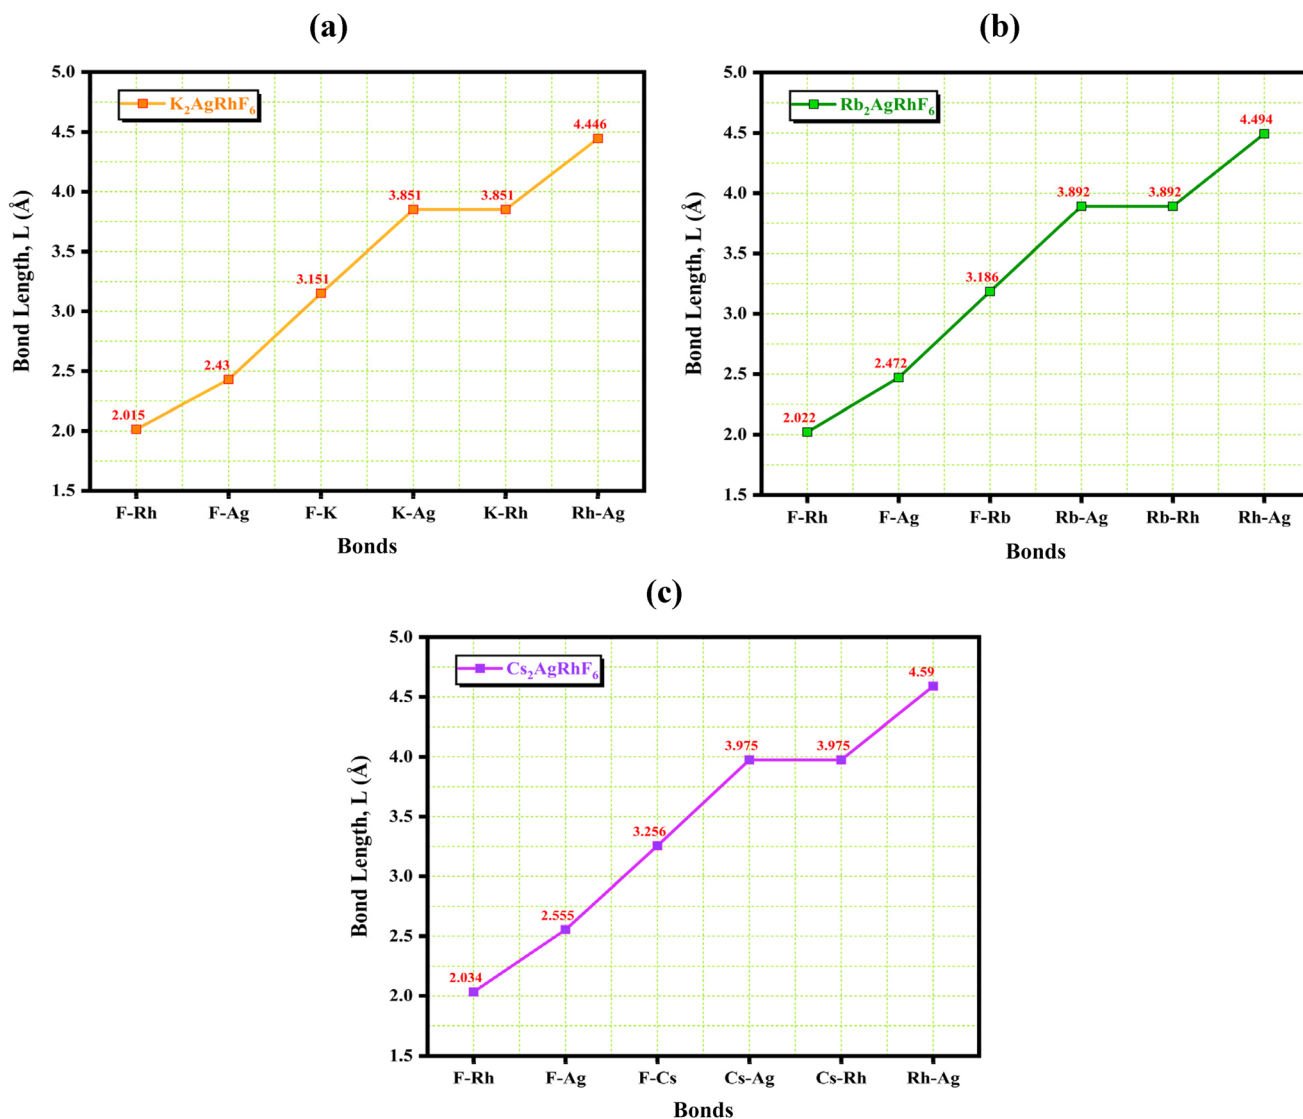 (a)
K₂AgRhF₆
Bond Length, L (Å)
5.0
4.5
4.0
3.5
3.0
2.5
2.0
1.5
2.015
2.43
3.151
3.851
3.851
4.446
F-Rh F-Ag F-K K-Ag K-Rh Rh-Ag
Bonds
(b)
Rb₂AgRhF₆
Bond Length, L (Å)
5.0
4.5
4.0
3.5
3.0
2.5
2.0
1.5
2.022
2.472
3.186
3.892
3.892
4.494
F-Rh F-Ag F-Rb Rb-Ag Rb-Rh Rh-Ag
Bonds
(c)
Cs₂AgRhF₆
Bond Length, L (Å)
5.0
4.5
4.0
3.5
3.0
2.5
2.0
1.5
2.034
2.555
3.256
3.975
3.975
4.59
F-Rh F-Ag F-Cs Cs-Ag Cs-Rh Rh-Ag
Bonds